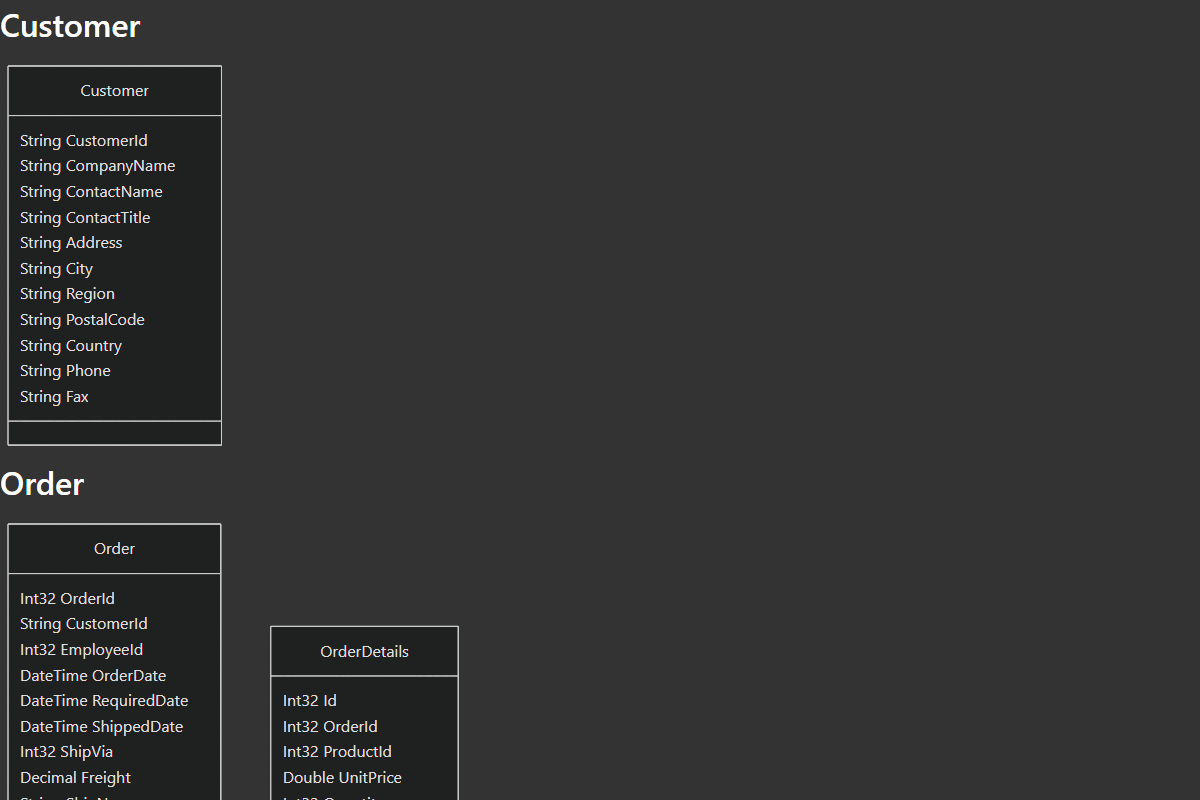 Customer
Customer
String CustomerId
String CompanyName
String ContactName
String ContactTitle
String Address
String City
String Region
String PostalCode
String Country
String Phone
String Fax
Order
Order
Int32 OrderId
String CustomerId
Int32 EmployeeId
DateTime OrderDate
DateTime RequiredDate
DateTime ShippedDate
Int32 ShipVia
Decimal Freight
OrderDetails
Int32 Id
Int32 OrderId
Int32 ProductId
Double UnitPrice